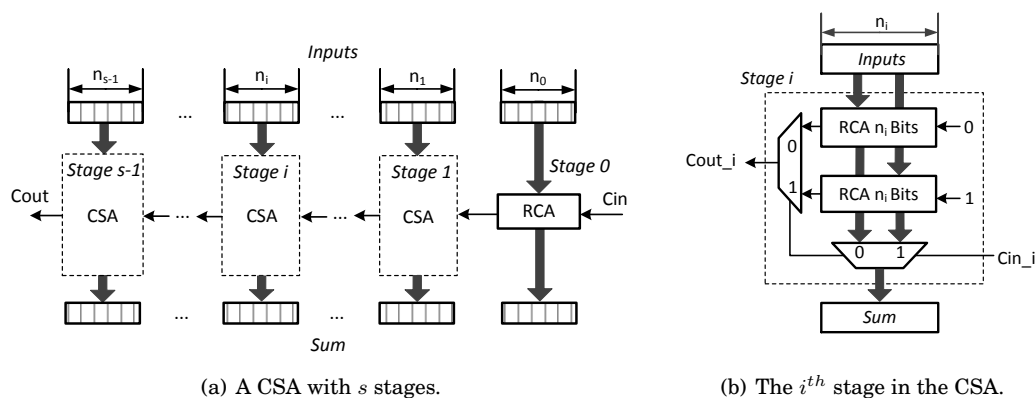 Inputs
n_{s-1} n_i n_1 n_0
... ...
Stage s-1 Stage i Stage 1 Stage 0
Cout CSA ... CSA ... CSA RCA Cin
... ...
Sum
(a) A CSA with s stages.
n_i
Inputs
Stage i
RCA n_i Bits 0
0
Cout_i
1
RCA n_i Bits 1
0 1
Cin_i
Sum
(b) The i^{th} stage in the CSA.